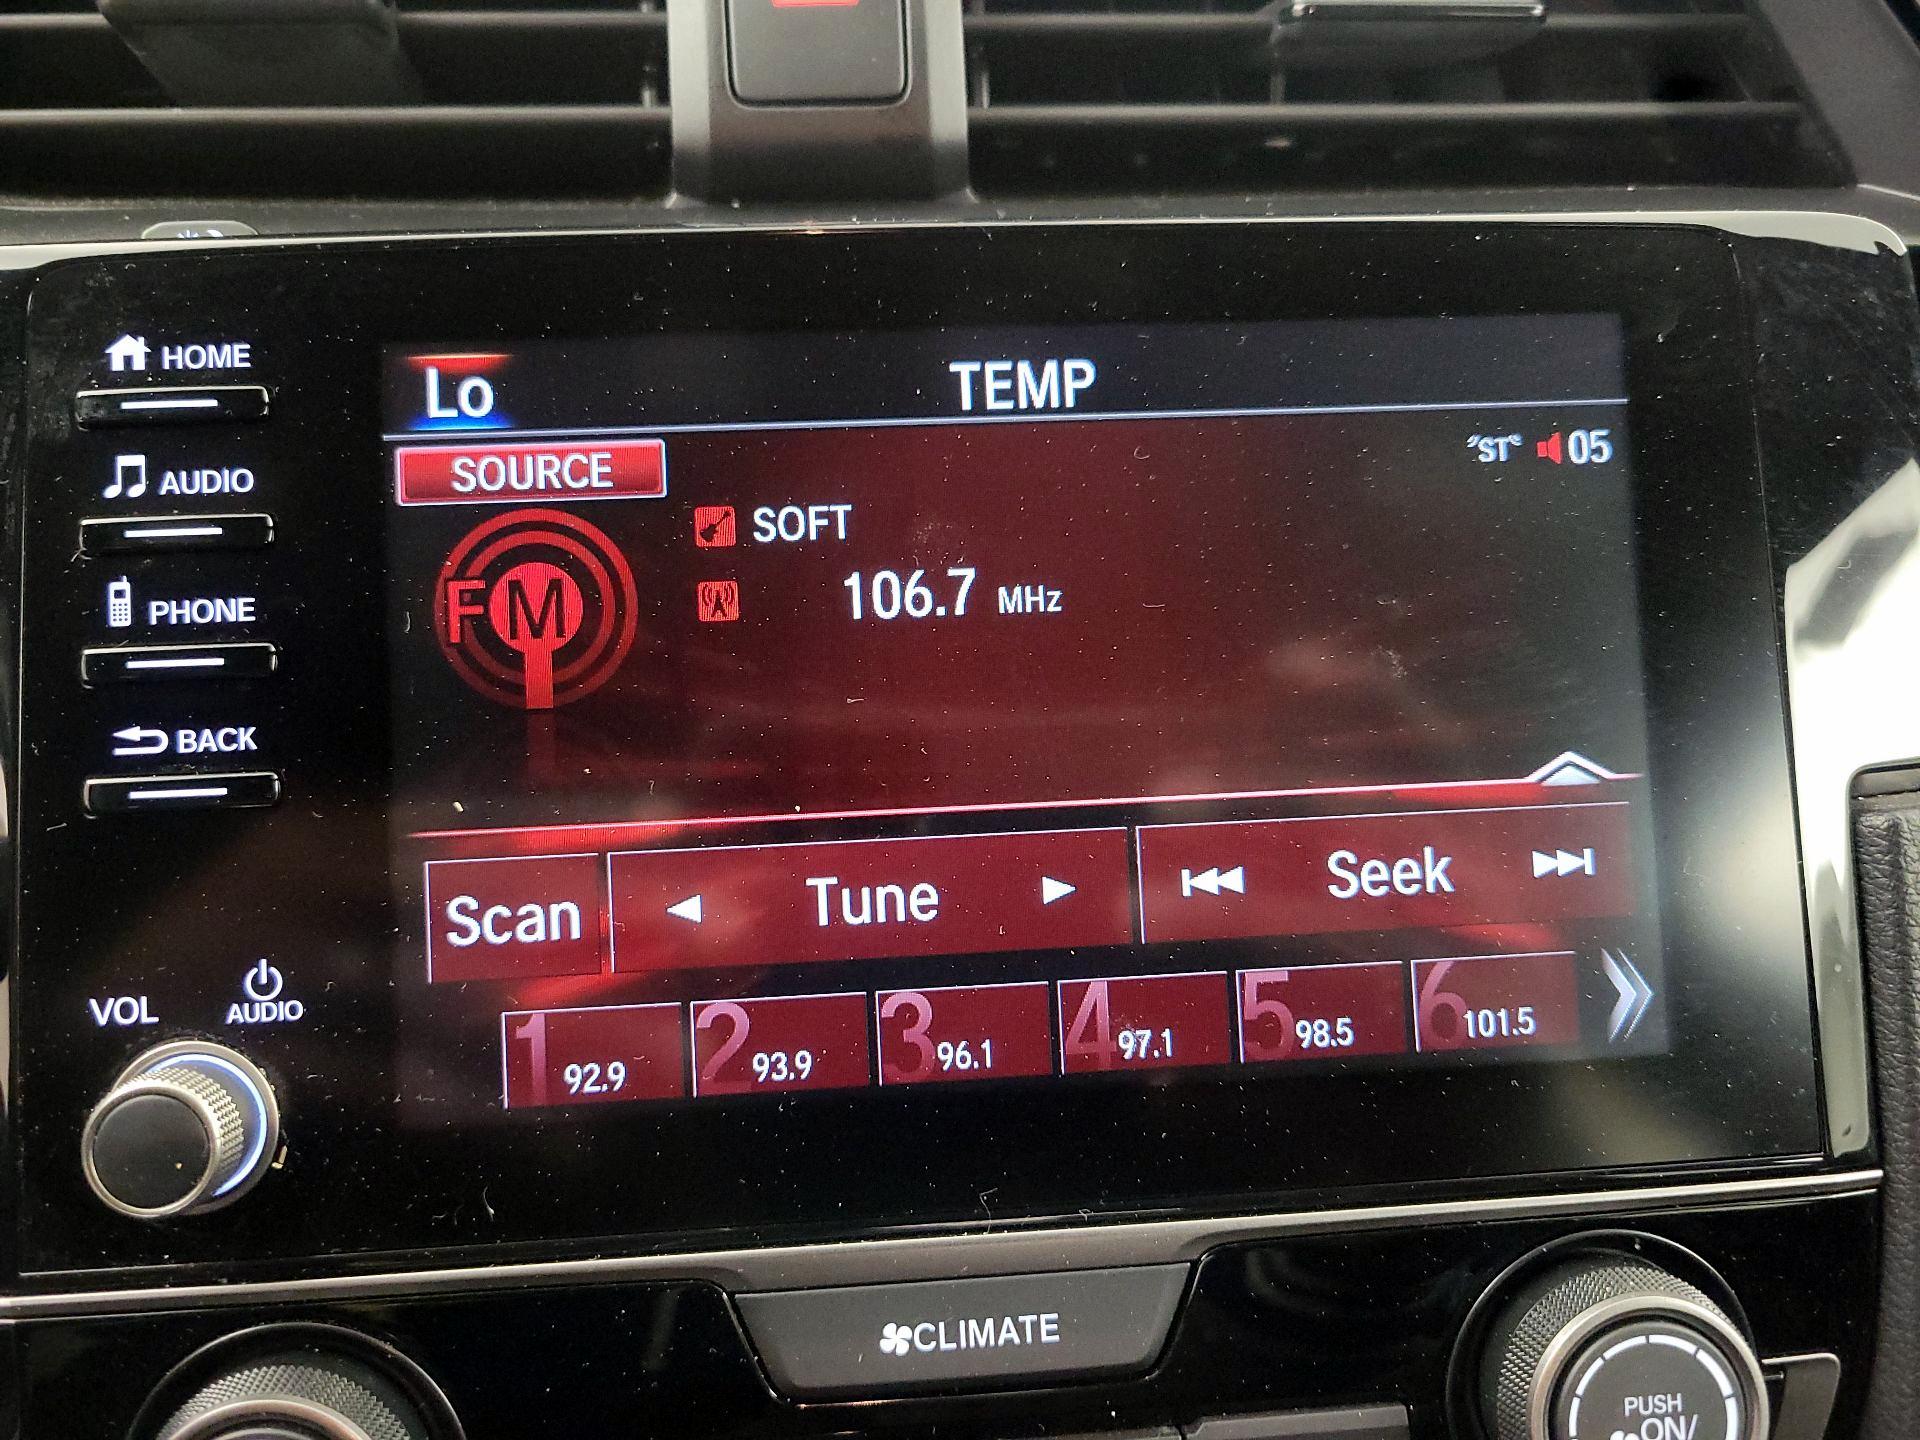 HOME
AUDIO
PHONE
BACK
VOL
AUDIO
Lo
TEMP
SOURCE
"ST"
05
FM
SOFT
106.7 MHz
Scan
Tune
Seek
1 92.9
2 93.9
3 96.1
4 97.1
5 98.5
6 101.5
CLIMATE
PUSH
ON/